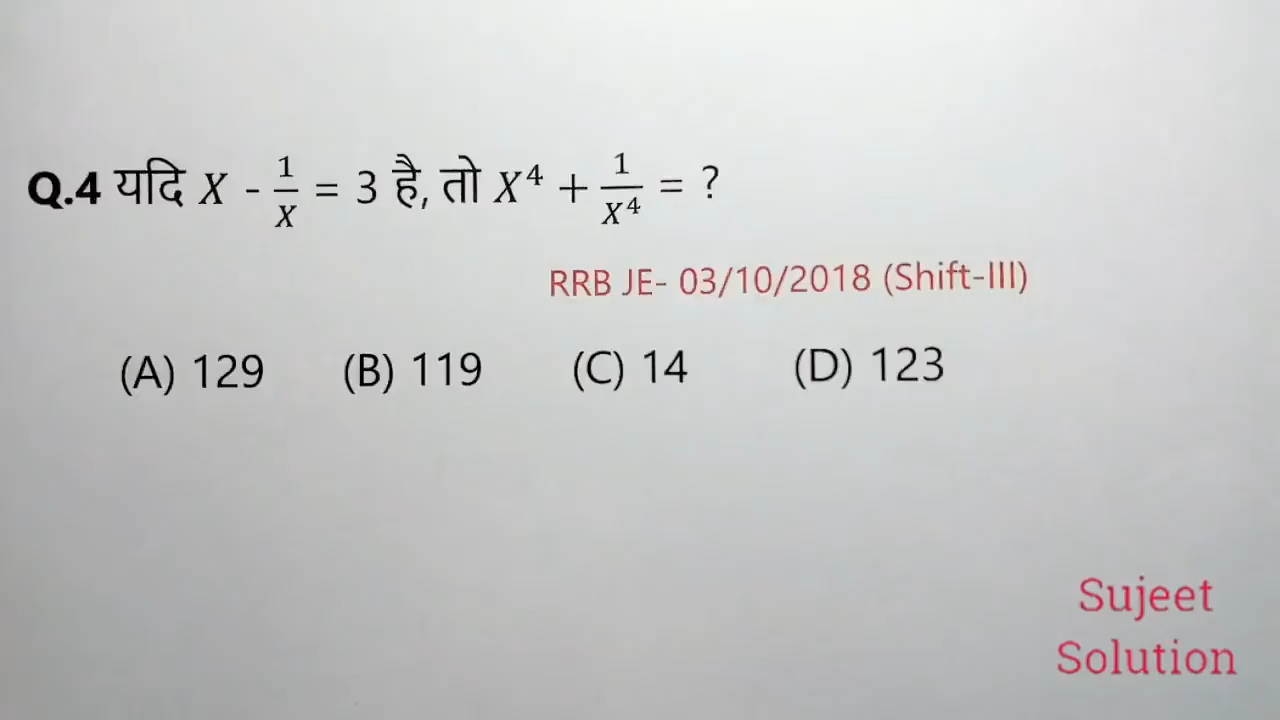 Q.4 यदि X - 1/X = 3 है, तो X⁴ + 1/X⁴ = ?
RRB JE- 03/10/2018 (Shift-III)
(A) 129 (B) 119 (C) 14 (D) 123
Sujeet
Solution